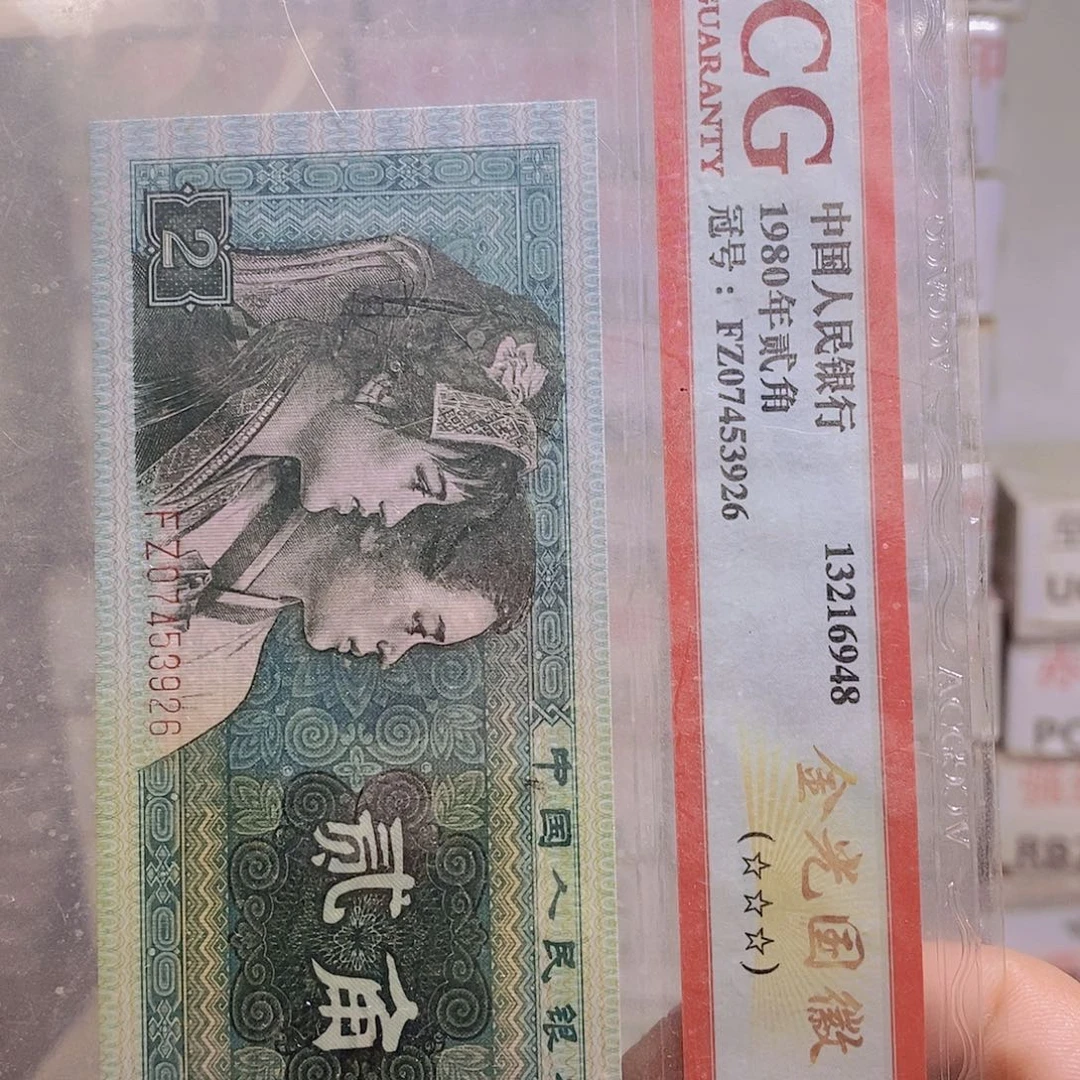 CG
GUARANTY
中国人民银行 13216948
1980年贰角
冠号：FZ07453926
金光国徽
(☆☆☆)
2
FZ07453926
中国人民银
贰角